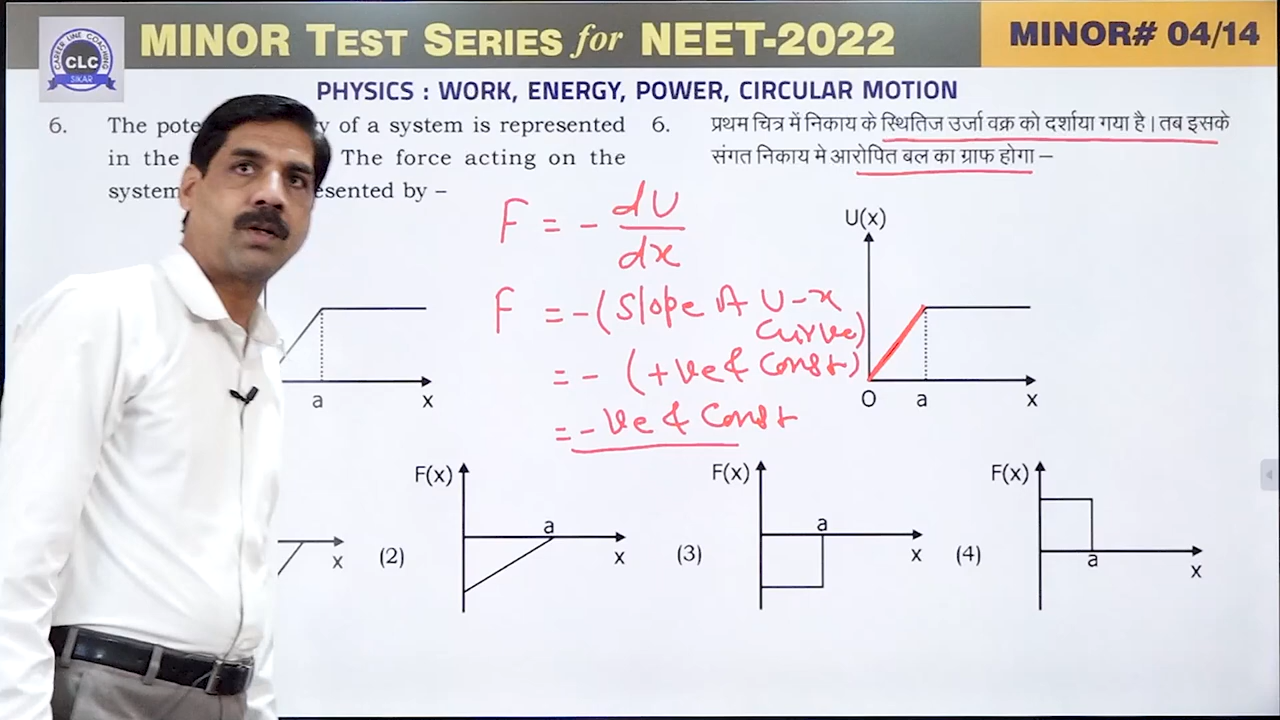 CAREER LINE COACHING
CLC
SIKAR
MINOR TEST SERIES for NEET-2022
MINOR# 04/14
PHYSICS : WORK, ENERGY, POWER, CIRCULAR MOTION
6. The y of a system is represented
in the The force acting on the
system by –
6. प्रथम चित्र में निकाय के स्थितिज उर्जा वक्र को दर्शाया गया है। तब इसके
संगत निकाय मे आरोपित बल का ग्राफ होगा –
F = - dU
dx
F = -(Slope of U-x
Curve)
= - (+ve & Const)
= -ve & Const
a x
U(x)
O a x
x
(2) F(x) a x
(3) F(x) a x
(4) F(x) a x